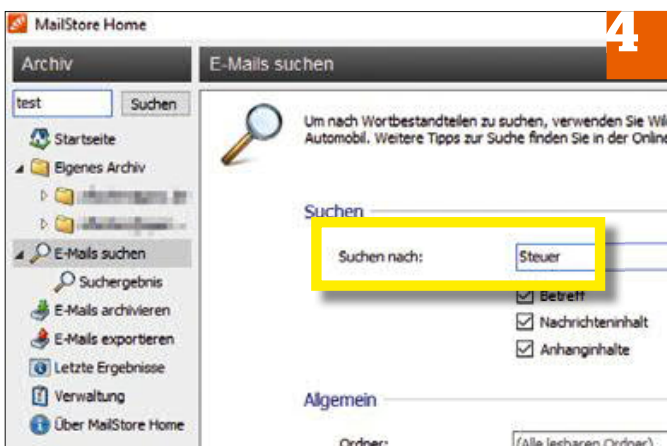 MailStore Home
4
Archiv
E-Mails suchen
test
Suchen
Startseite
Eigenes Archiv
E-Mails suchen
Suchergebnis
E-Mails archivieren
E-Mails exportieren
Letzte Ergebnisse
Verwaltung
Über MailStore Home
Um nach Wortbestandteilen zu suchen, verwenden Sie
Automobil. Weitere Tipps zur Suche finden Sie in der
Suchen
Suchen nach: Steuer
Betreff
Nachrichteninhalt
Anhanginhalte
Allgemein
Ordner: (Alle lesbaren Ordner)